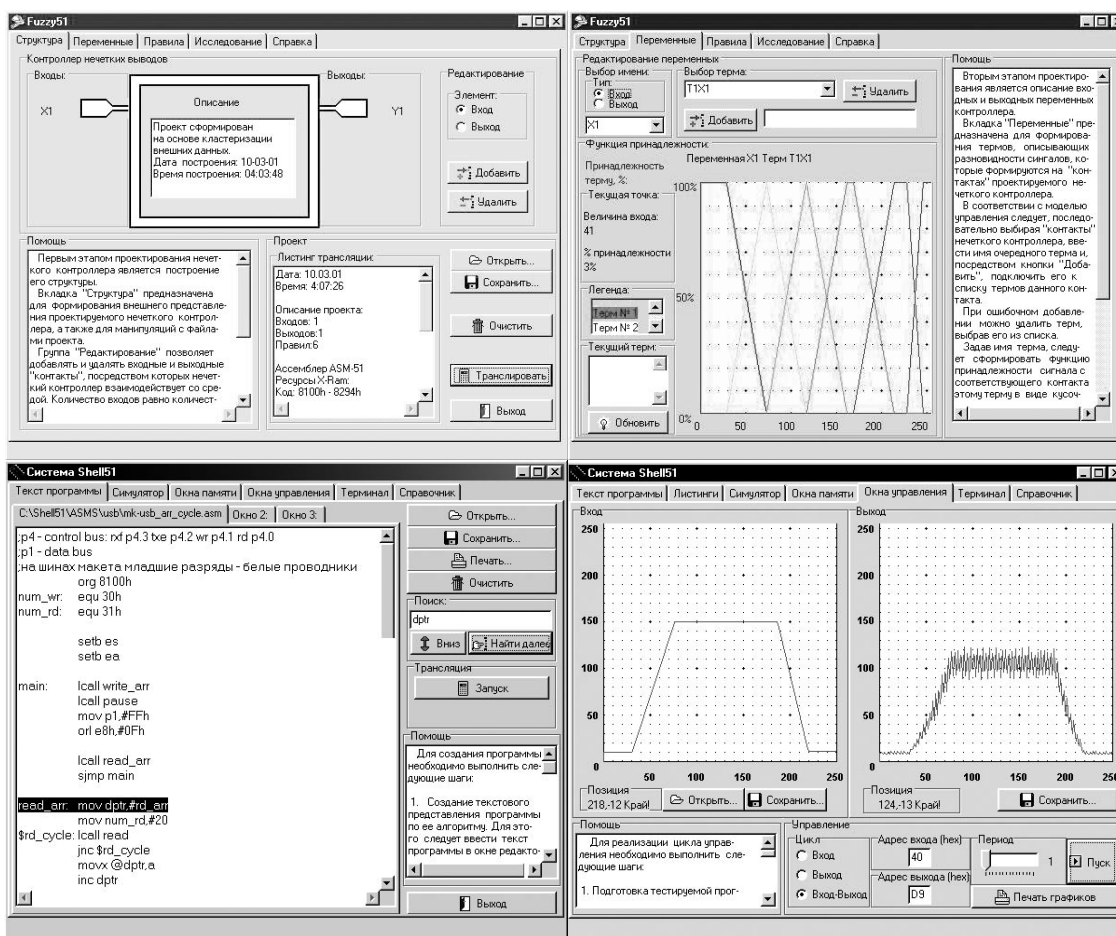 Fuzzy51
Структура Переменные Правила Исследование Справка
Контроллер нечетких выводов
Входы:
Выходы:
X1
Y1
Описание
Проект сформирован
на основе кластеризации
внешних данных.
Дата построения: 10-03-01
Время построения: 04:03:48
Редактирование
Элемент:
Вход
Выход
Добавить
Удалить
Помощь
Первым этапом проектирования нечет-
кого контроллера является построение
его структуры.
Вкладка "Структура" предназначена
для формирования внешнего представле-
ния проектируемого нечеткого контрол-
лера, а также для манипуляций с файла-
ми проекта.
Группа "Редактирование" позволяет
добавлять и удалять входные и выходные
"контакты", посредством которых нечет-
кий контроллер взаимодействует со сре-
дой. Количество входов равно количест-
Проект
Листинг трансляции:
Дата: 10.03.01
Время: 4:07:26
Описание проекта:
Входов: 1
Выходов:1
Правил:6
Ассемблер ASM-51
Ресурсы X-Ram:
Код: 8100h - 8294h
Открыть...
Сохранить...
Очистить
Транслировать
Выход
Fuzzy51
Структура Переменные Правила Исследование Справка
Редактирование переменных
Выбор имени:
Тип:
Вход
Выход
X1
Выбор терма:
T1X1
Удалить
Добавить
Функция принадлежности:
Принадлежность
терму, %:
Переменная X1 Терм T1X1
Текущая точка:
Величина входа:
41
% принадлежности
3%
Легенда:
Терм № 1
Терм № 2
Текущий терм:
Обновить
100%
50%
0%
0 50 100 150 200 250
Помощь
Вторым этапом проектиро-
вания является описание вхо-
дных и выходных переменных
контроллера.
Вкладка "Переменные" пре-
дназначена для формирова-
ния термов, описывающих
разновидности сингалов, ко-
торые формируются на "кон-
тактах" проектируемого не-
четкого контроллера.
В соответствии с моделью
управления следует, последо-
вательно выбирая "контакты"
нечеткого контроллера, вве-
сти имя очередного терма и,
посредством кнопки "Доба-
вить", подключить его к
списку термов данного кон-
такта.
При ошибочном добавле-
нии можно удалить терм,
выбрав его из списка.
Задав имя терма, следу-
ет сформировать функцию
принадлежности сигнала с
соответствующего контакта
этому терму в виде кусоч-
Система Shell51
Текст программы Симулятор Окна памяти Окна управления Терминал Справочник
C:\Shell51\ASMS\usb\mk-usb_arr_cycle.asm Окно 2: Окно 3:
;p4 - control bus: rxf p4.3 txe p4.2 wr p4.1 rd p4.0
;p1 - data bus
;на шинах макета младшие разряды - белые проводники
org 8100h
num_wr: equ 30h
num_rd: equ 31h
setb es
setb ea
main: lcall write_arr
lcall pause
mov p1,#FFh
orl e8h,#0Fh
lcall read_arr
sjmp main
read_arr: mov dptr,#rd_arr
mov num_rd,#20
$rd_cycle: lcall read
jnc $rd_cycle
movx @dptr,a
inc dptr
Открыть...
Сохранить...
Печать...
Очистить
Поиск:
dptr
Вниз
Найти далее
Трансляция
Запуск
Помощь
Для создания программы
необходимо выполнить сле-
дующие шаги:
1. Создание текстового
представления программы
по ее алгоритму. Для это-
го следует ввести текст
программы в окне редакто-
Выход
Система Shell51
Текст программы Листинги Симулятор Окна памяти Окна управления Терминал Справочник
Вход
250
200
150
100
50
0
50 100 150 200 250
Позиция
218,-12 Край!
Открыть...
Сохранить...
Выход
250
200
150
100
50
0
50 100 150 200 250
Позиция
124,-13 Край!
Сохранить...
Помощь
Для реализации цикла управ-
ления необходимо выполнить сле-
дующие шаги:
1. Подготовка тестируемой прог-
Управление
Цикл
Вход
Выход
Вход-Выход
Адрес входа (hex)
40
Адрес выхода (hex)
D9
Период
1
Пуск
Печать графиков